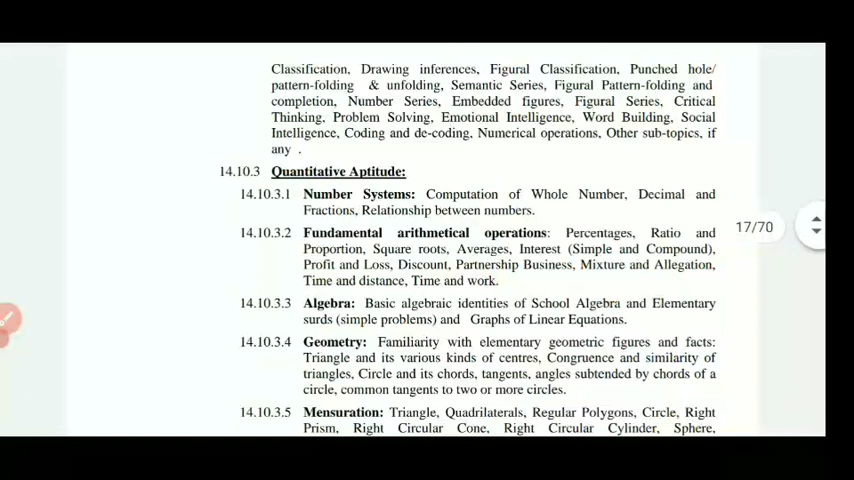 Classification, Drawing inferences, Figural Classification, Punched hole/
pattern-folding & unfolding, Semantic Series, Figural Pattern-folding and
completion, Number Series, Embedded figures, Figural Series, Critical
Thinking, Problem Solving, Emotional Intelligence, Word Building, Social
Intelligence, Coding and de-coding, Numerical operations, Other sub-topics, if
any .
14.10.3 Quantitative Aptitude:
14.10.3.1 Number Systems: Computation of Whole Number, Decimal and
Fractions, Relationship between numbers.
14.10.3.2 Fundamental arithmetical operations: Percentages, Ratio and
Proportion, Square roots, Averages, Interest (Simple and Compound),
Profit and Loss, Discount, Partnership Business, Mixture and Allegation,
Time and distance, Time and work.
17/70
14.10.3.3 Algebra: Basic algebraic identities of School Algebra and Elementary
surds (simple problems) and Graphs of Linear Equations.
14.10.3.4 Geometry: Familiarity with elementary geometric figures and facts:
Triangle and its various kinds of centres, Congruence and similarity of
triangles, Circle and its chords, tangents, angles subtended by chords of a
circle, common tangents to two or more circles.
14.10.3.5 Mensuration: Triangle, Quadrilaterals, Regular Polygons, Circle, Right
Prism, Right Circular Cone, Right Circular Cylinder, Sphere,